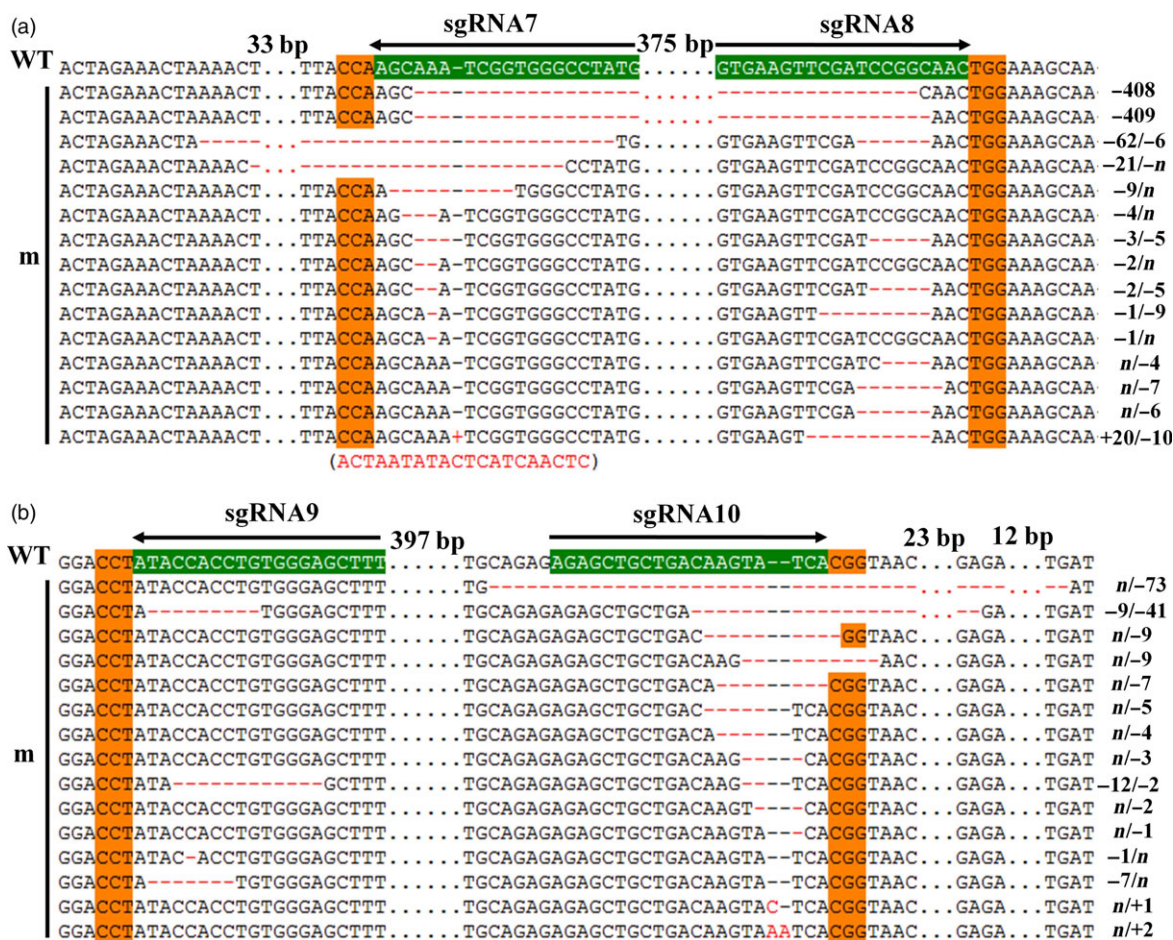 (a)
sgRNA7 sgRNA8
33 bp 375 bp
WT ACTAGAAACTAAAACT...TTACCAAGCAAA-TCGGTGGGCCTATG......GTGAAGTTCGATCCGGCAACTGGAAAGCAA
m
ACTAGAAACTAAAACT...TTACCAAGC------------------......----------------CAACTGGAAAGCAA −408
ACTAGAAACTAAAACT...TTACCAAGC------------------......-----------------AACTGGAAAGCAA −409
ACTAGAAACTA-----...-------------------------TG......GTGAAGTTCGA------AACTGGAAAGCAA −62/−6
ACTAGAAACTAAAAC-...---------------------CCTATG......GTGAAGTTCGATCCGGCAACTGGAAAGCAA −21/−n
ACTAGAAACTAAAACT...TTACCAA----------TGGGCCTATG......GTGAAGTTCGATCCGGCAACTGGAAAGCAA −9/n
ACTAGAAACTAAAACT...TTACCAAG---A-TCGGTGGGCCTATG......GTGAAGTTCGATCCGGCAACTGGAAAGCAA −4/n
ACTAGAAACTAAAACT...TTACCAAGC----TCGGTGGGCCTATG......GTGAAGTTCGAT-----AACTGGAAAGCAA −3/−5
ACTAGAAACTAAAACT...TTACCAAGC--A-TCGGTGGGCCTATG......GTGAAGTTCGATCCGGCAACTGGAAAGCAA −2/n
ACTAGAAACTAAAACT...TTACCAAGC--A-TCGGTGGGCCTATG......GTGAAGTTCGAT-----AACTGGAAAGCAA −2/−5
ACTAGAAACTAAAACT...TTACCAAGCA-A-TCGGTGGGCCTATG......GTGAAGTT---------AACTGGAAAGCAA −1/−9
ACTAGAAACTAAAACT...TTACCAAGCA-A-TCGGTGGGCCTATG......GTGAAGTTCGATCCGGCAACTGGAAAGCAA −1/n
ACTAGAAACTAAAACT...TTACCAAGCAAA-TCGGTGGGCCTATG......GTGAAGTTCGATC----AACTGGAAAGCAA n/−4
ACTAGAAACTAAAACT...TTACCAAGCAAA-TCGGTGGGCCTATG......GTGAAGTTCGA-------ACTGGAAAGCAA n/−7
ACTAGAAACTAAAACT...TTACCAAGCAAA-TCGGTGGGCCTATG......GTGAAGTTCGA------AACTGGAAAGCAA n/−6
ACTAGAAACTAAAACT...TTACCAAGCAAA+TCGGTGGGCCTATG......GTGAAGT----------AACTGGAAAGCAA +20/−10
(ACTAATATACTCATCAACTC)
(b)
sgRNA9 sgRNA10
397 bp 23 bp 12 bp
WT GGACCTATACCACCTGTGGGAGCTTT......TGCAGAGAGAGCTGCTGACAAGTA--TCACGGTAAC...GAGA...TGAT
m
GGACCTATACCACCTGTGGGAGCTTT......TG----------------------------------...----...--AT n/−73
GGACCTA---------TGGGAGCTTT......TGCAGAGAGAGCTGCTGA------------------...--GA...TGAT −9/−41
GGACCTATACCACCTGTGGGAGCTTT......TGCAGAGAGAGCTGCTGAC-----------GGTAAC...GAGA...TGAT n/−9
GGACCTATACCACCTGTGGGAGCTTT......TGCAGAGAGAGCTGCTGACAAG-----------AAC...GAGA...TGAT n/−9
GGACCTATACCACCTGTGGGAGCTTT......TGCAGAGAGAGCTGCTGACA---------CGGTAAC...GAGA...TGAT n/−7
GGACCTATACCACCTGTGGGAGCTTT......TGCAGAGAGAGCTGCTGAC-------TCACGGTAAC...GAGA...TGAT n/−5
GGACCTATACCACCTGTGGGAGCTTT......TGCAGAGAGAGCTGCTGACA------TCACGGTAAC...GAGA...TGAT n/−4
GGACCTATACCACCTGTGGGAGCTTT......TGCAGAGAGAGCTGCTGACAAG-----CACGGTAAC...GAGA...TGAT n/−3
GGACCTATA------------GCTTT......TGCAGAGAGAGCTGCTGACAAG----TCACGGTAAC...GAGA...TGAT −12/−2
GGACCTATACCACCTGTGGGAGCTTT......TGCAGAGAGAGCTGCTGACAAGT----CACGGTAAC...GAGA...TGAT n/−2
GGACCTATACCACCTGTGGGAGCTTT......TGCAGAGAGAGCTGCTGACAAGTA---CACGGTAAC...GAGA...TGAT n/−1
GGACCTATAC-ACCTGTGGGAGCTTT......TGCAGAGAGAGCTGCTGACAAGTA--TCACGGTAAC...GAGA...TGAT −1/n
GGACCTA-------TGTGGGAGCTTT......TGCAGAGAGAGCTGCTGACAAGTA--TCACGGTAAC...GAGA...TGAT −7/n
GGACCTATACCACCTGTGGGAGCTTT......TGCAGAGAGAGCTGCTGACAAGTAC-TCACGGTAAC...GAGA...TGAT n/+1
GGACCTATACCACCTGTGGGAGCTTT......TGCAGAGAGAGCTGCTGACAAGTAAATCACGGTAAC...GAGA...TGAT n/+2